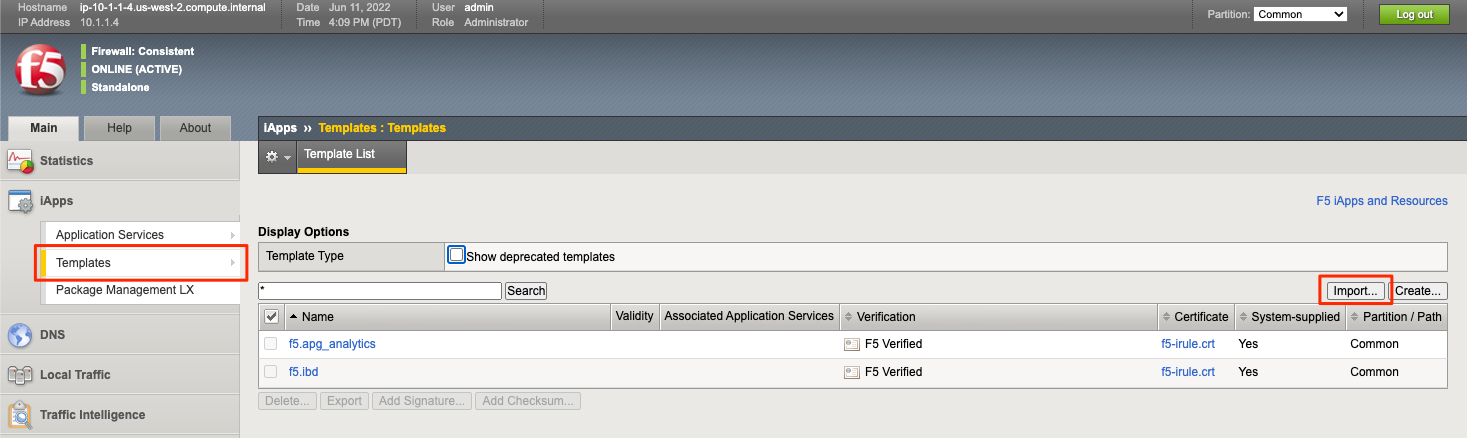 Hostname ip-10-1-1-4.us-west-2.compute.internal Date Jun 11, 2022 User admin
IP Address 10.1.1.4 Time 4:09 PM (PDT) Role Administrator
Partition: Common Log out
f5
Firewall: Consistent
ONLINE (ACTIVE)
Standalone
Main Help About
iApps ›› Templates : Templates
Template List
Statistics
iApps
Application Services
Templates
Package Management LX
DNS
Local Traffic
Traffic Intelligence
F5 iApps and Resources
Display Options
Template Type Show deprecated templates
* Search Import... Create...
Name Validity Associated Application Services Verification Certificate System-supplied Partition / Path
f5.apg_analytics F5 Verified f5-irule.crt Yes Common
f5.ibd F5 Verified f5-irule.crt Yes Common
Delete... Export Add Signature... Add Checksum...